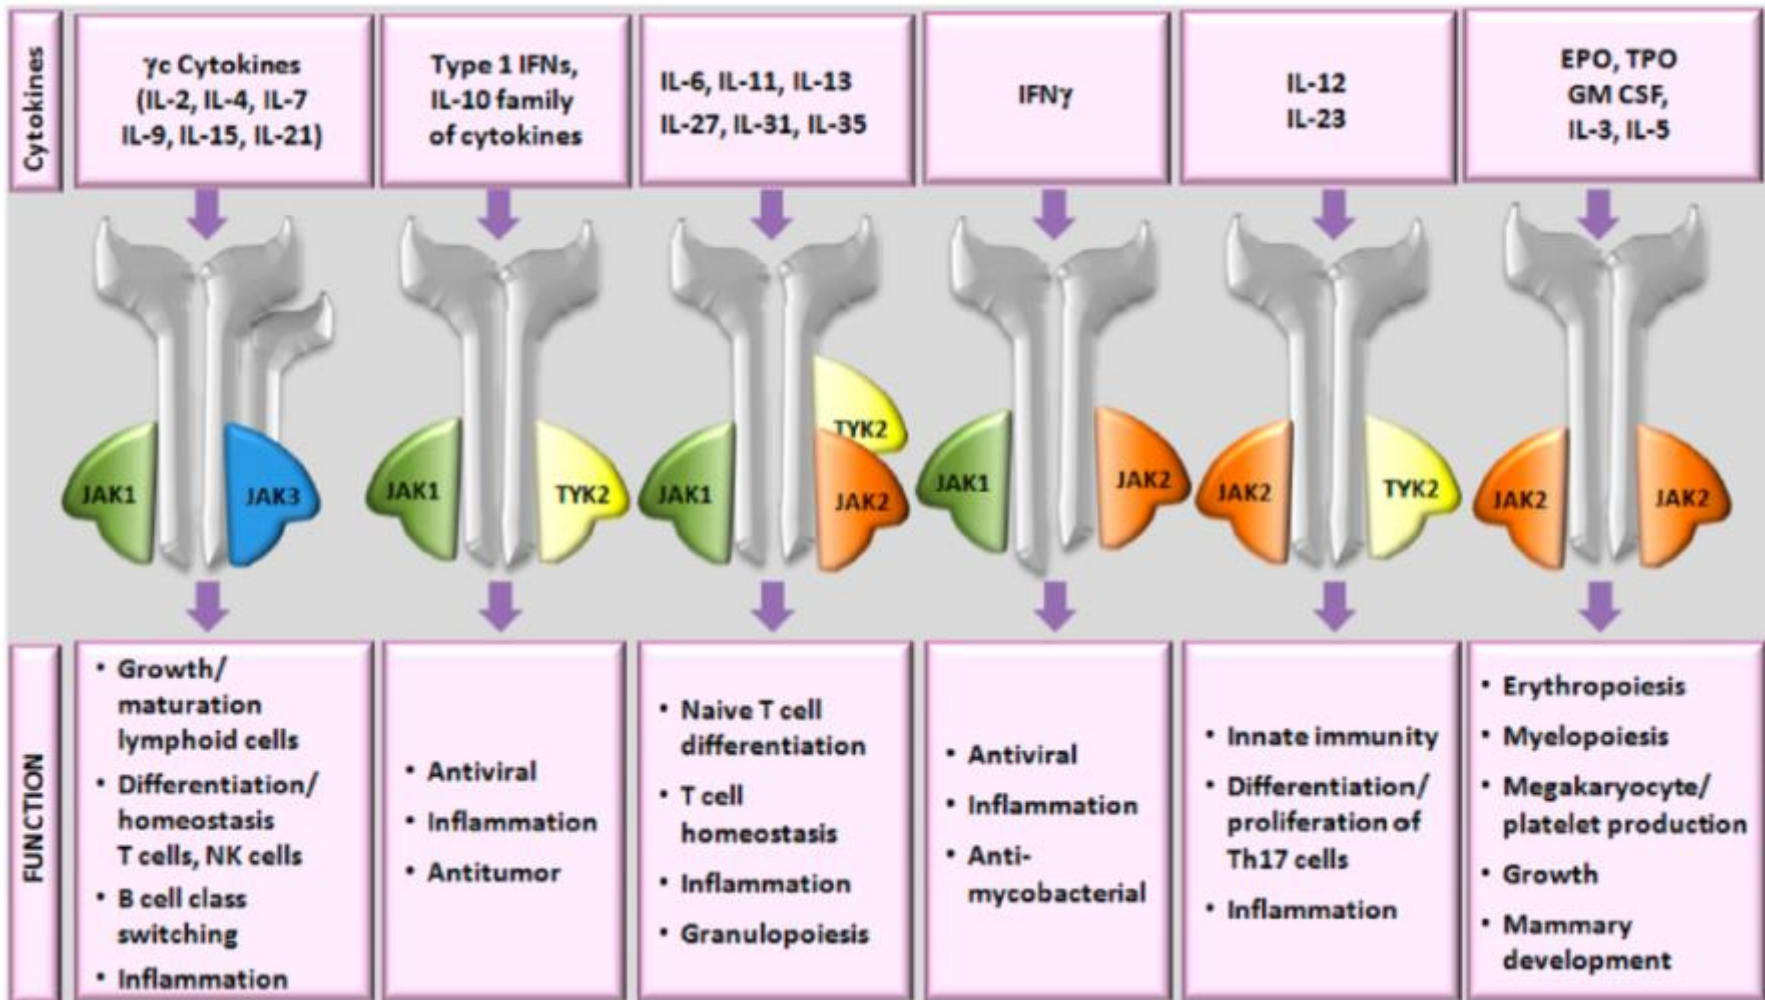 Cytokines
γc Cytokines
(IL-2, IL-4, IL-7
IL-9, IL-15, IL-21)
Type 1 IFNs,
IL-10 family
of cytokines
IL-6, IL-11, IL-13
IL-27, IL-31, IL-35
IFNγ
IL-12
IL-23
EPO, TPO
GM CSF,
IL-3, IL-5
JAK1
JAK3
JAK1
TYK2
JAK1
TYK2
JAK2
JAK1
JAK2
JAK2
TYK2
JAK2
JAK2
FUNCTION
• Growth/
maturation
lymphoid cells
• Differentiation/
homeostasis
T cells, NK cells
• B cell class
switching
• Inflammation
• Antiviral
• Inflammation
• Antitumor
• Naive T cell
differentiation
• T cell
homeostasis
• Inflammation
• Granulopoiesis
• Antiviral
• Inflammation
• Anti-
mycobacterial
• Innate immunity
• Differentiation/
proliferation of
Th17 cells
• Inflammation
• Erythropoiesis
• Myelopoiesis
• Megakaryocyte/
platelet production
• Growth
• Mammary
development